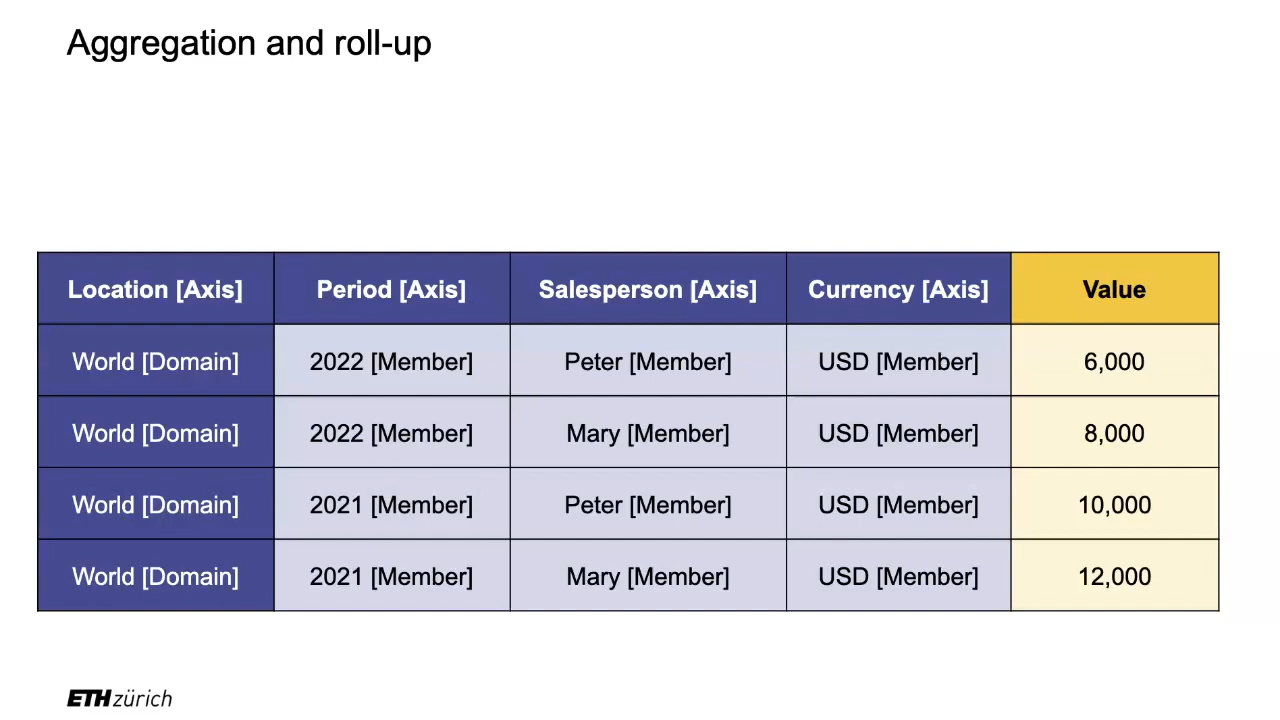 Aggregation and roll-up
Location [Axis] Period [Axis] Salesperson [Axis] Currency [Axis] Value
World [Domain] 2022 [Member] Peter [Member] USD [Member] 6,000
World [Domain] 2022 [Member] Mary [Member] USD [Member] 8,000
World [Domain] 2021 [Member] Peter [Member] USD [Member] 10,000
World [Domain] 2021 [Member] Mary [Member] USD [Member] 12,000
ETH zürich